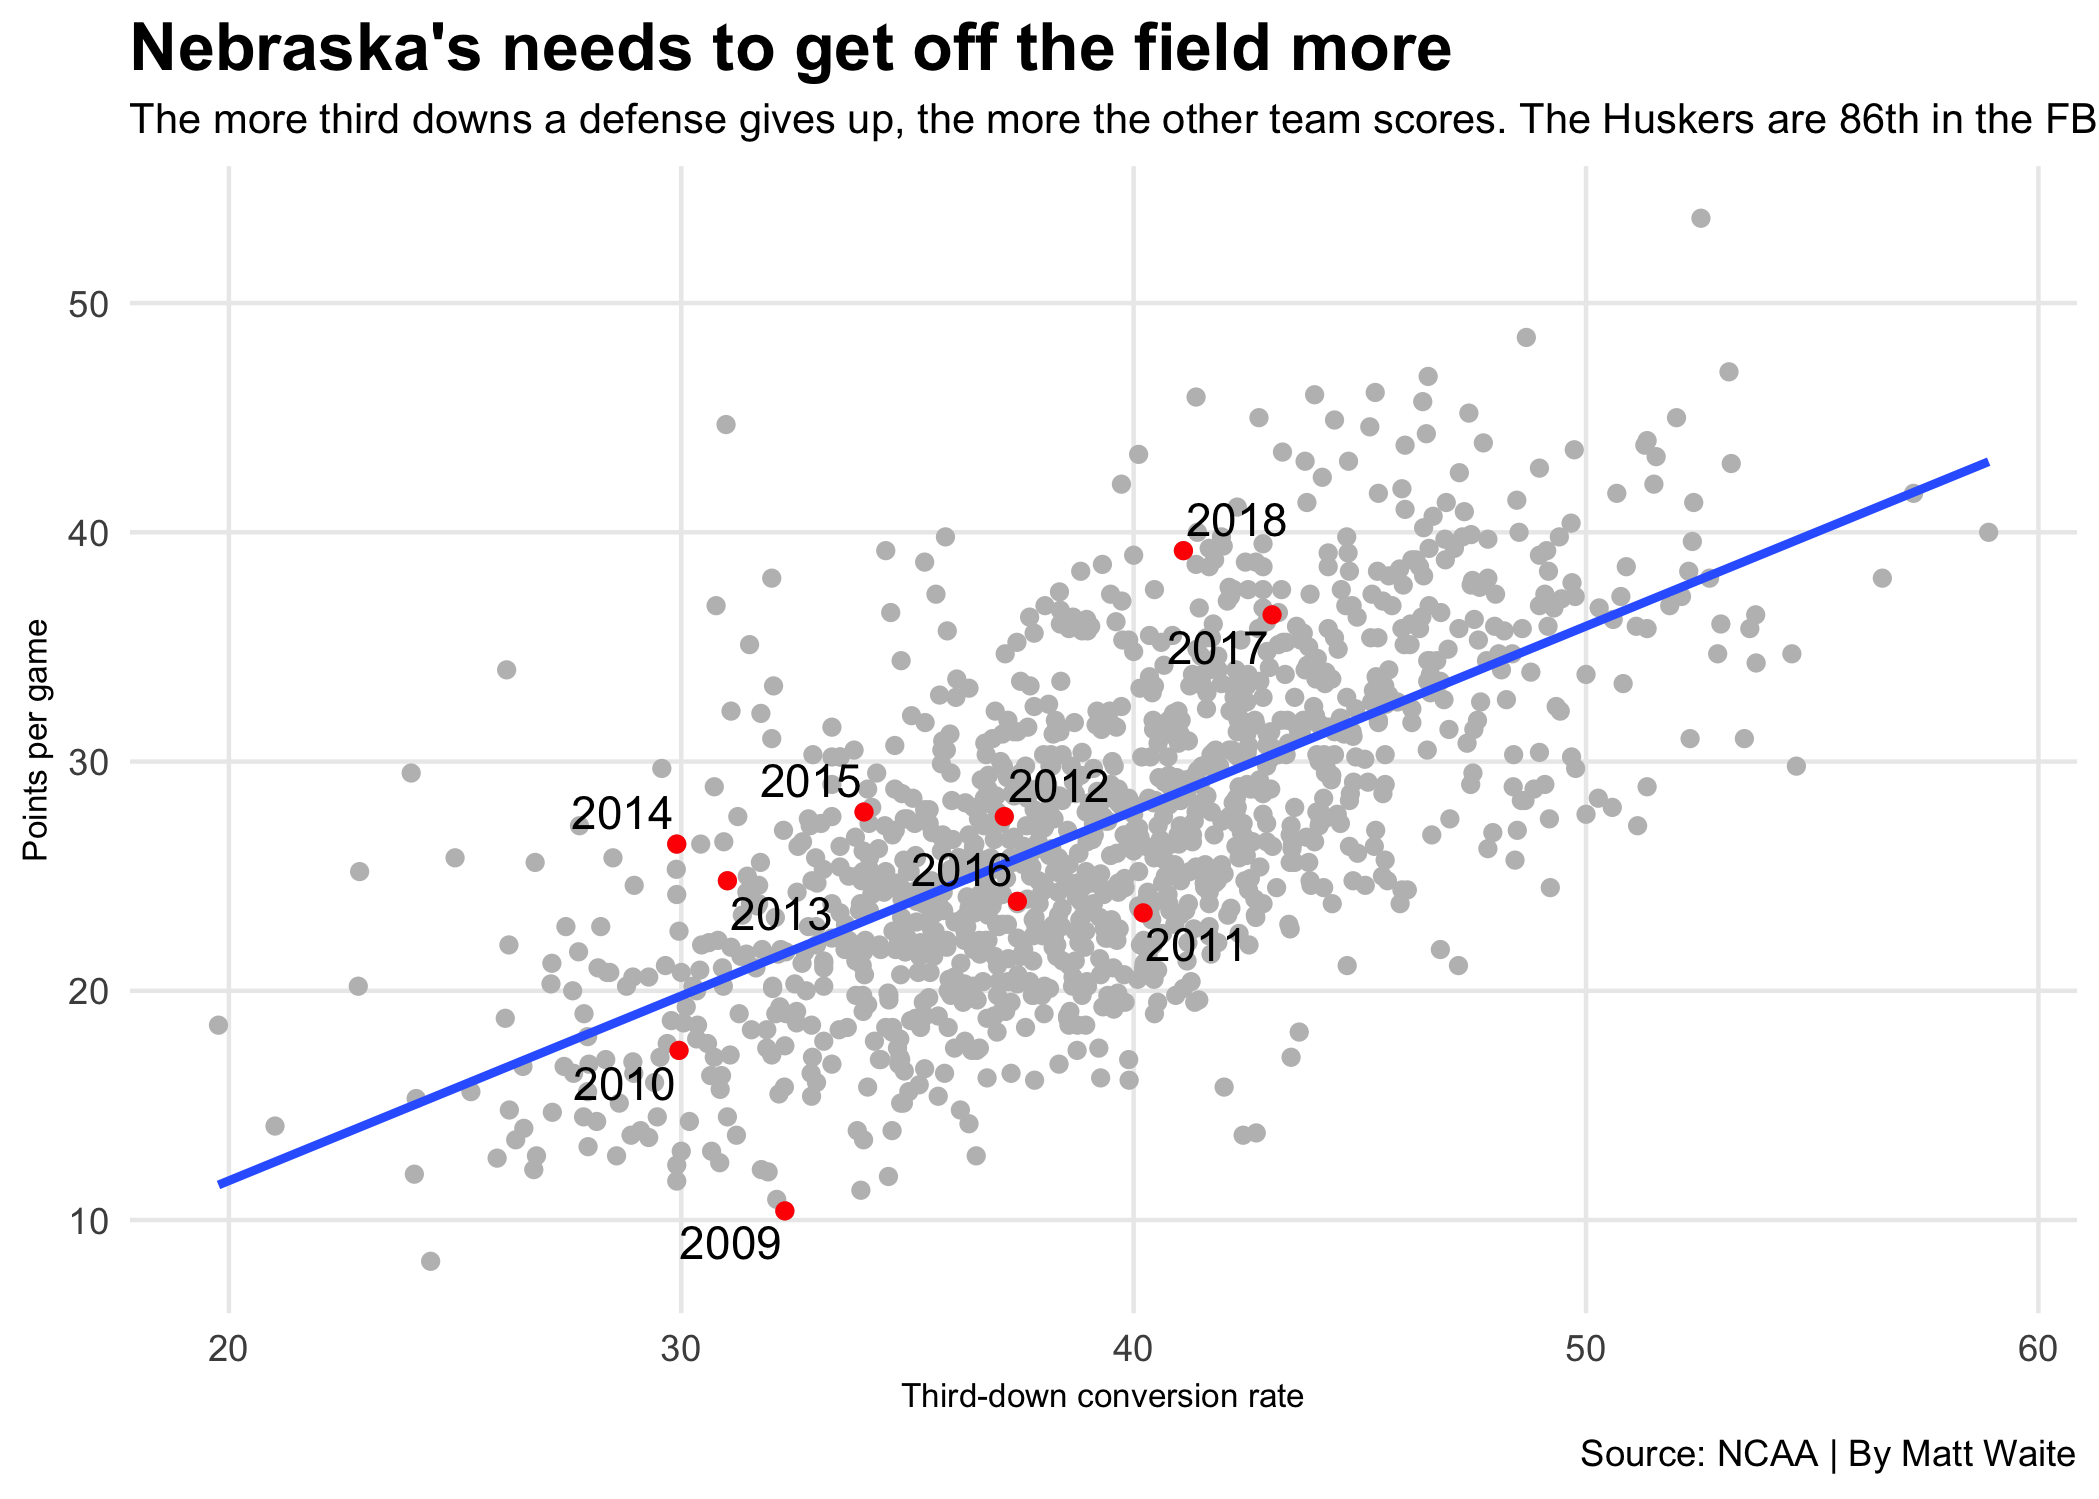 Nebraska's needs to get off the field more
The more third downs a defense gives up, the more the other team scores. The Huskers are 86th in the FB
50
40
30
20
10
Points per game
2018
2017
2015
2012
2014
2016
2013
2011
2010
2009
20 30 40 50 60
Third-down conversion rate
Source: NCAA | By Matt Waite